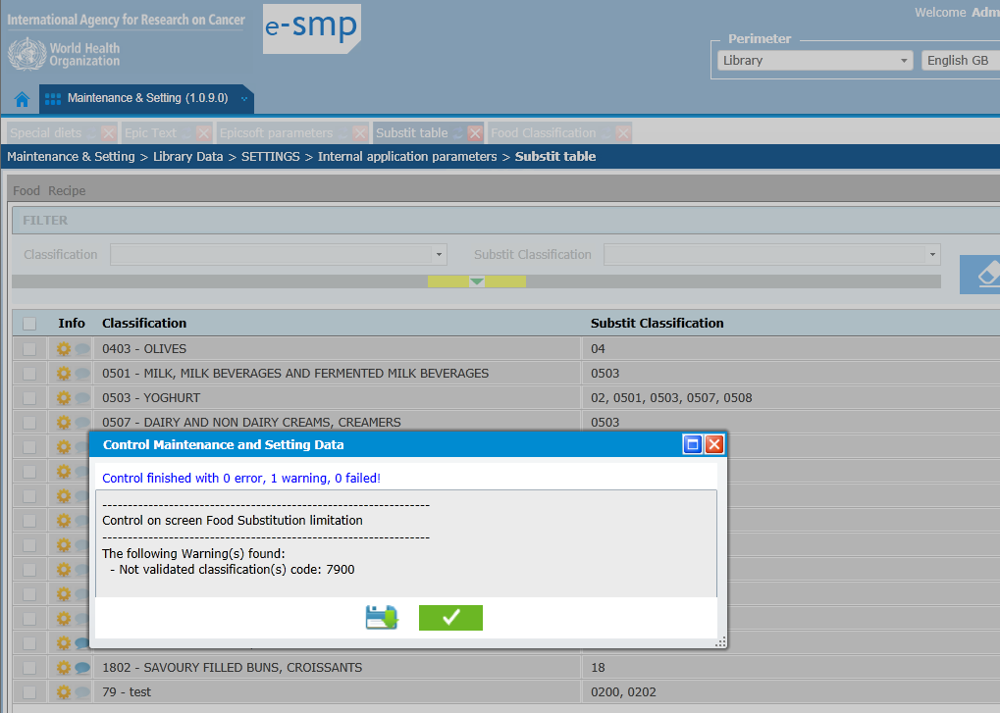 International Agency for Research on Cancer
World Health
Organization
e-smp
Welcome Adm
Perimeter
Library
English GB
Maintenance & Setting (1.0.9.0)
Special diets
Epic Text
Epicsoft parameters
Substit table
Food Classification
Maintenance & Setting > Library Data > SETTINGS > Internal application parameters > Substit table
Food Recipe
FILTER
Classification
Substit Classification
Info Classification Substit Classification
0403 - OLIVES 04
0501 - MILK, MILK BEVERAGES AND FERMENTED MILK BEVERAGES 0503
0503 - YOGHURT 02, 0501, 0503, 0507, 0508
0507 - DAIRY AND NON DAIRY CREAMS, CREAMERS 0503
Control Maintenance and Setting Data
Control finished with 0 error, 1 warning, 0 failed!
----------------------------------------------------------------
Control on screen Food Substitution limitation
----------------------------------------------------------------
The following Warning(s) found:
- Not validated classification(s) code: 7900
1802 - SAVOURY FILLED BUNS, CROISSANTS 18
79 - test 0200, 0202